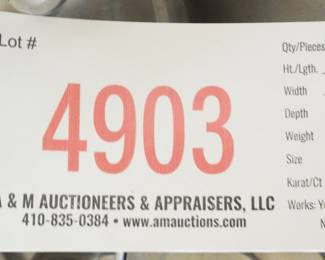 Lot #
4903
& M AUCTIONEERS & APPRAISERS, LLC
410-835-0384 • www.amauctions.com
Qty/Pieces
Ht./Lgth.
Width
Depth
Weight
Size
Karat/Ct
Works: